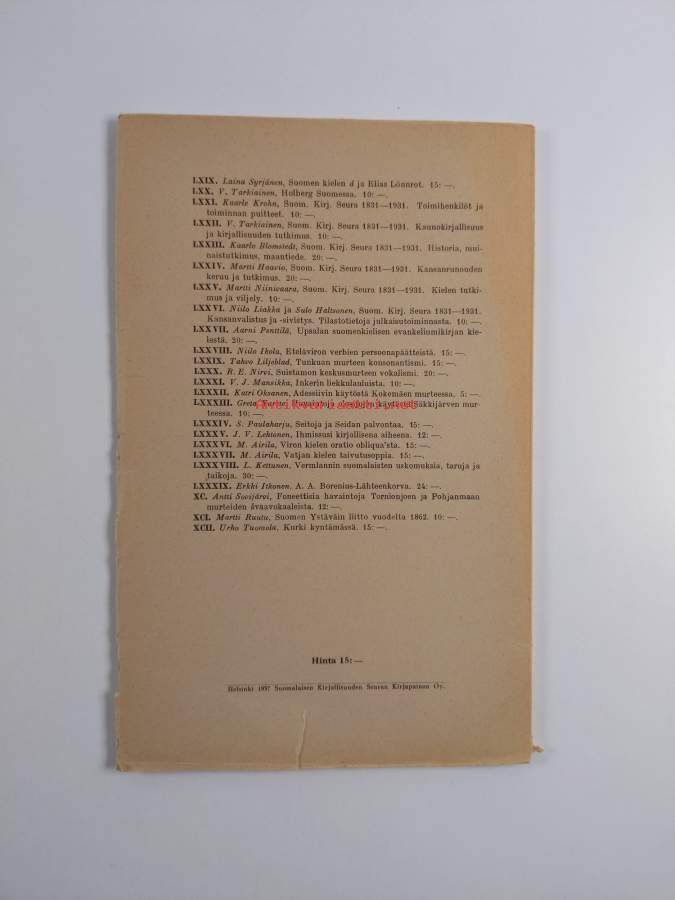 LXIX. Laina Syrjänen, Suomen kielen d ja Elias Lönnrot. 15: —.
LXX. V. Tarkiainen, Holberg Suomessa. 10: —.
LXXI. Kaarle Krohn, Suom. Kirj. Seura 1831—1931. Toimihenkilöt ja
toiminnan puitteet. 10: —.
LXXII. V. Tarkiainen, Suom. Kirj. Seura 1831—1931. Kaunokirjallisuus
ja kirjallisuuden tutkimus. 10: —.
LXXIII. Kaarlo Blomstedt, Suom. Kirj. Seura 1831—1931. Historia, mui-
naistutkimus, maantiede. 20: —.
LXXIV. Martti Haavio, Suom. Kirj. Seura 1831—1931. Kansanrunouden
keruu ja tutkimus. 20: —.
LXXV. Martti Niinivaara, Suom. Kirj. Seura 1831—1931. Kielen tutki-
mus ja viljely. 10: —.
LXXVI. Niilo Liakka ja Sulo Haltsonen, Suom. Kirj. Seura 1831—1931.
Kansanvalistus ja -sivistys. Tilastotietoja julkaisutoiminnasta. 10: —.
LXXVII. Aarni Penttilä, Upsalan suomenkielisen evankeliumikirjan kie-
lestä. 20: —.
LXXVIII. Niilo Ikola, Eteläviron verbien persoonapäätteistä. 15: —.
LXXIX. Tahvo Liljeblad, Tunkuan murteen konsonantismi. 15: —.
LXXX. R. E. Nirvi, Suistamon keskusmurteen vokalismi. 20: —.
LXXXI. V. J. Mansikka, Inkerin liekkulauluista. 10: —.
LXXXII. Katri Oksanen, Adessiivin käytöstä Kokemäen murteessa. 5: —.
LXXXIII. Greta Havaintoja käytöstä Säkkijärven mur-
teessa. 10: —.
LXXXIV. S. Paulaharju, Seitoja ja Seidan palvontaa. 15: —.
LXXXV. J. V. Lehtonen, Ihmissusi kirjallisena aiheena. 12: —.
LXXXVI. M. Airila, Viron kielen oratio obliqua'sta. 15: —.
LXXXVII. M. Airila, Vatjan kielen taivutusoppia. 15: —.
LXXXVIII. L. Kettunen, Vermlannin suomalaisten uskomuksia, taruja ja
taikoja. 30: —.
LXXXIX. Erkki Itkonen, A. A. Borenius-Lähteenkorva. 24: —.
XC. Antti Sovijärvi, Foneettisia havaintoja Tornionjoen ja Pohjanmaan
murteiden švaavokaaleista. 12: —.
XCI. Martti Ruutu, Suomen Ystäväin liitto vuodelta 1862. 10: —.
XCII. Urho Tuomola, Kurki kyntämässä. 15: —.
Hinta 15: —
Helsinki 1937 Suomalaisen Kirjallisuuden Seuran Kirjapainon Oy.